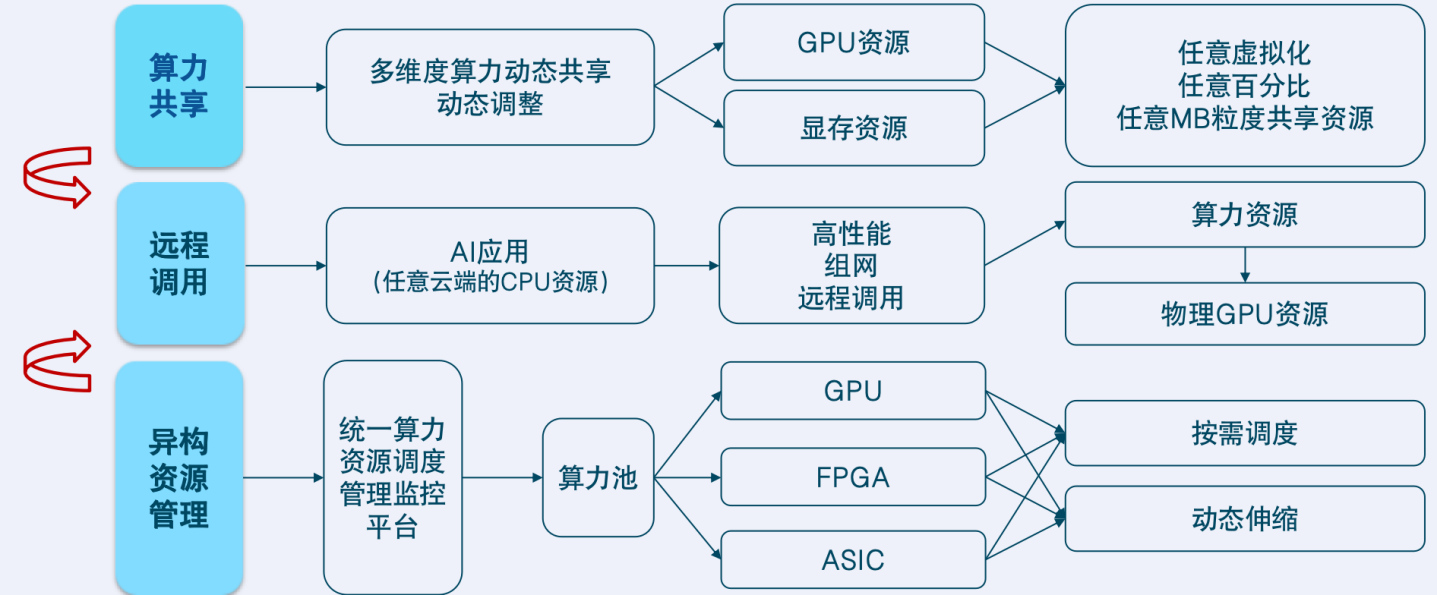 算力
共享
多维度算力动态共享
动态调整
GPU资源
显存资源
任意虚拟化
任意百分比
任意MB粒度共享资源
远程
调用
AI应用
(任意云端的CPU资源)
高性能
组网
远程调用
算力资源
物理GPU资源
异构
资源
管理
统一算力
资源调度
管理监控
平台
算力池
GPU
FPGA
ASIC
按需调度
动态伸缩